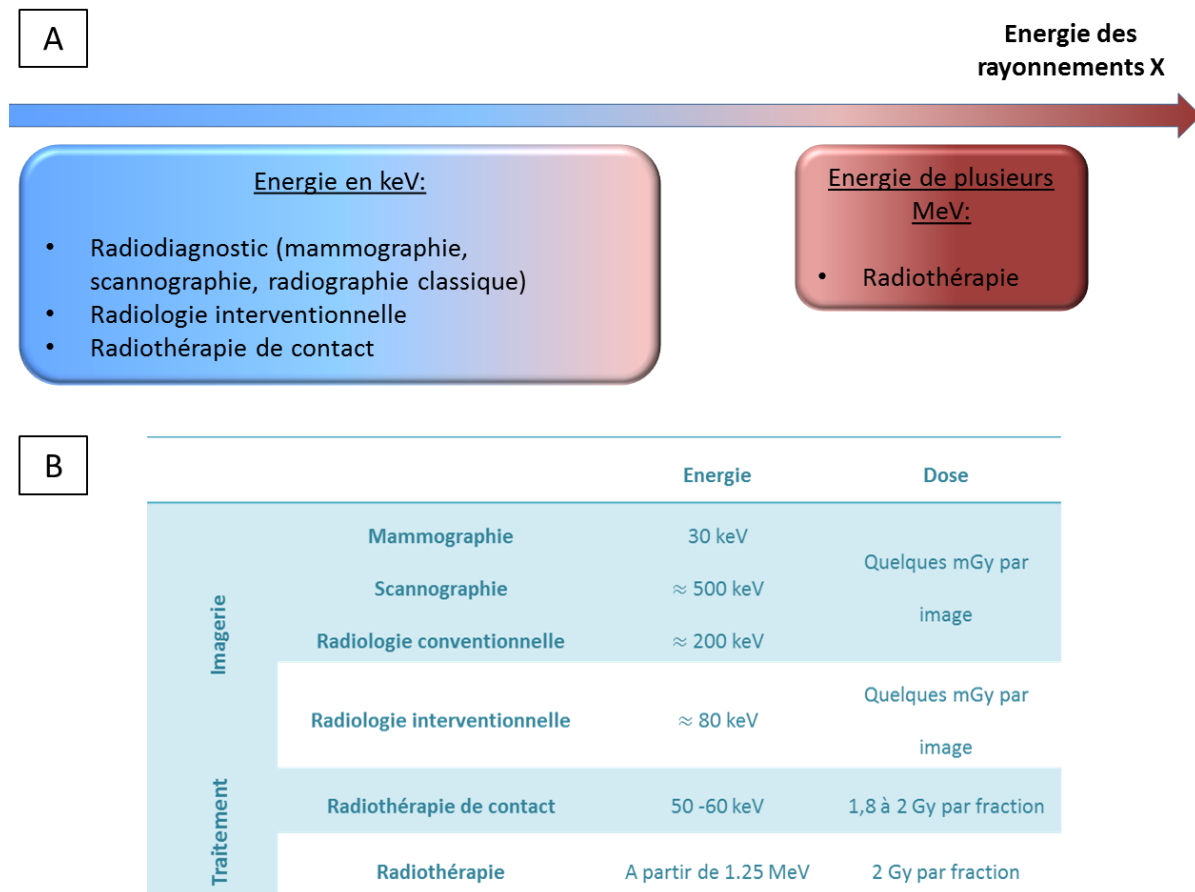 A
Energie des
rayonnements X
Energie en keV:
• Radiodiagnostic (mammographie,
scannographie, radiographie classique)
• Radiologie interventionnelle
• Radiothérapie de contact
Energie de plusieurs
MeV:
• Radiothérapie
B
Energie Dose
Imagerie
Mammographie 30 keV
Scannographie ≈ 500 keV
Radiologie conventionnelle ≈ 200 keV
Quelques mGy par
image
Radiologie interventionnelle ≈ 80 keV
Quelques mGy par
image
Traitement
Radiothérapie de contact 50 -60 keV 1,8 à 2 Gy par fraction
Radiothérapie A partir de 1.25 MeV 2 Gy par fraction